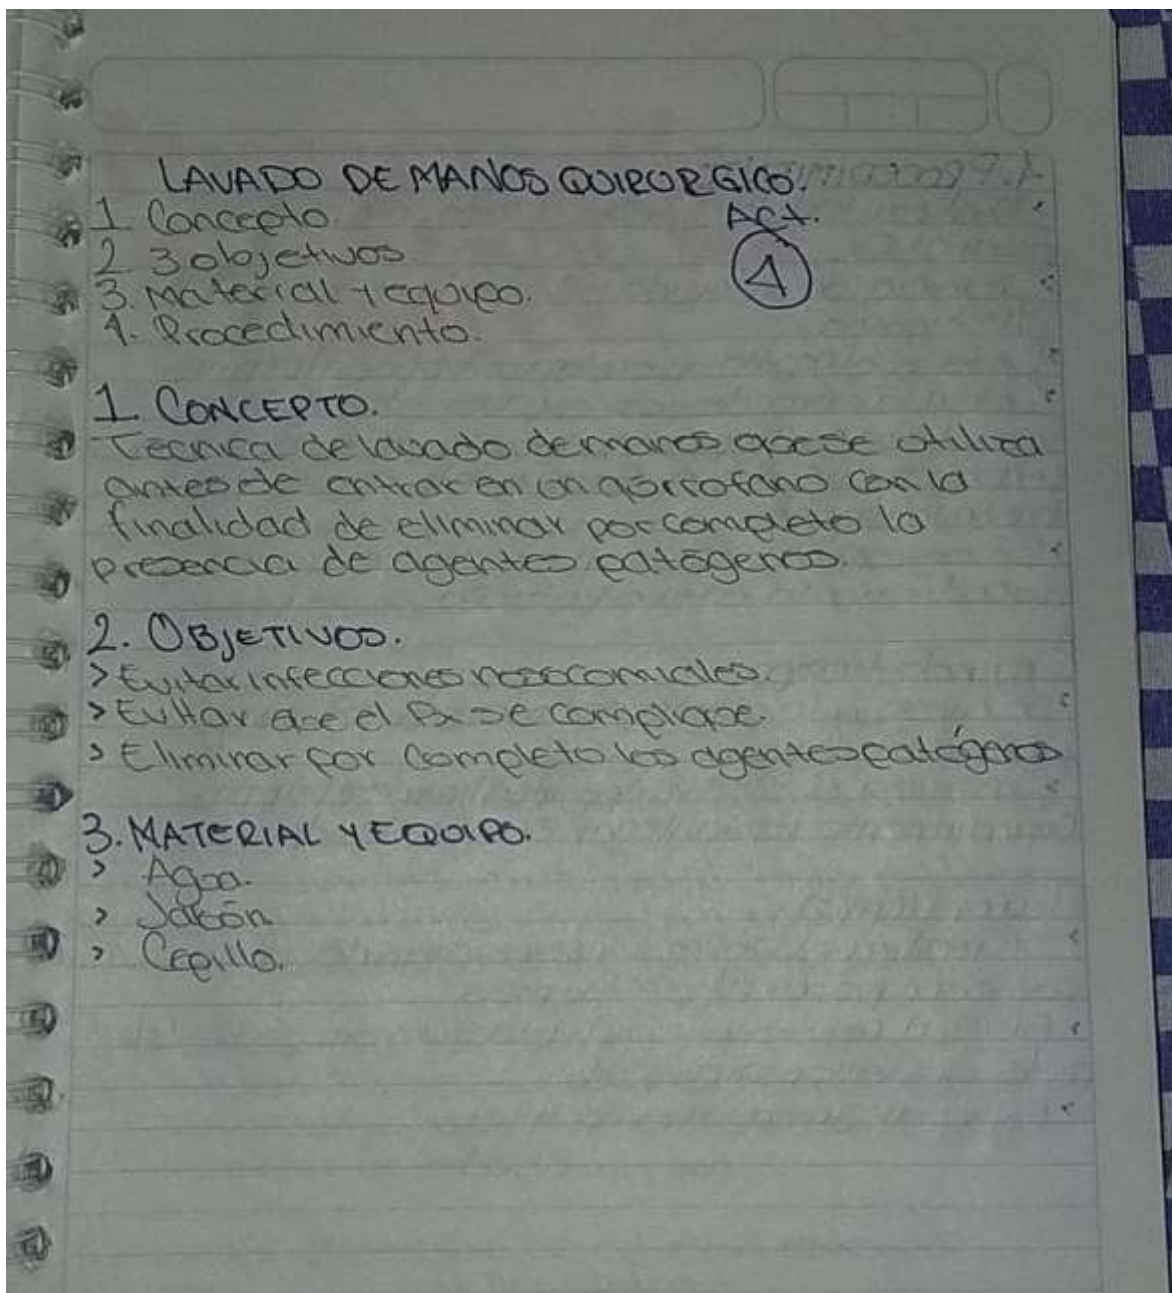 LAVADO DE MANOS QUIRURGICO.
1 Concepto.
Act.
2 3 objetivos
4
3. Material y equipo.
4. Procedimiento.
1 CONCEPTO.
Técnica de lavado de manos que se utiliza
antes de entrar en un quirofano con la
finalidad de eliminar por completo la
presencia de agentes patógenos.
2. OBJETIVOS.
> Evitar infecciones nosocomiales.
> Evitar que el Px se complique.
> Eliminar por completo los agentes patógenos
3. MATERIAL Y EQUIPO.
> Agua.
> Jabón
> Cepillo.